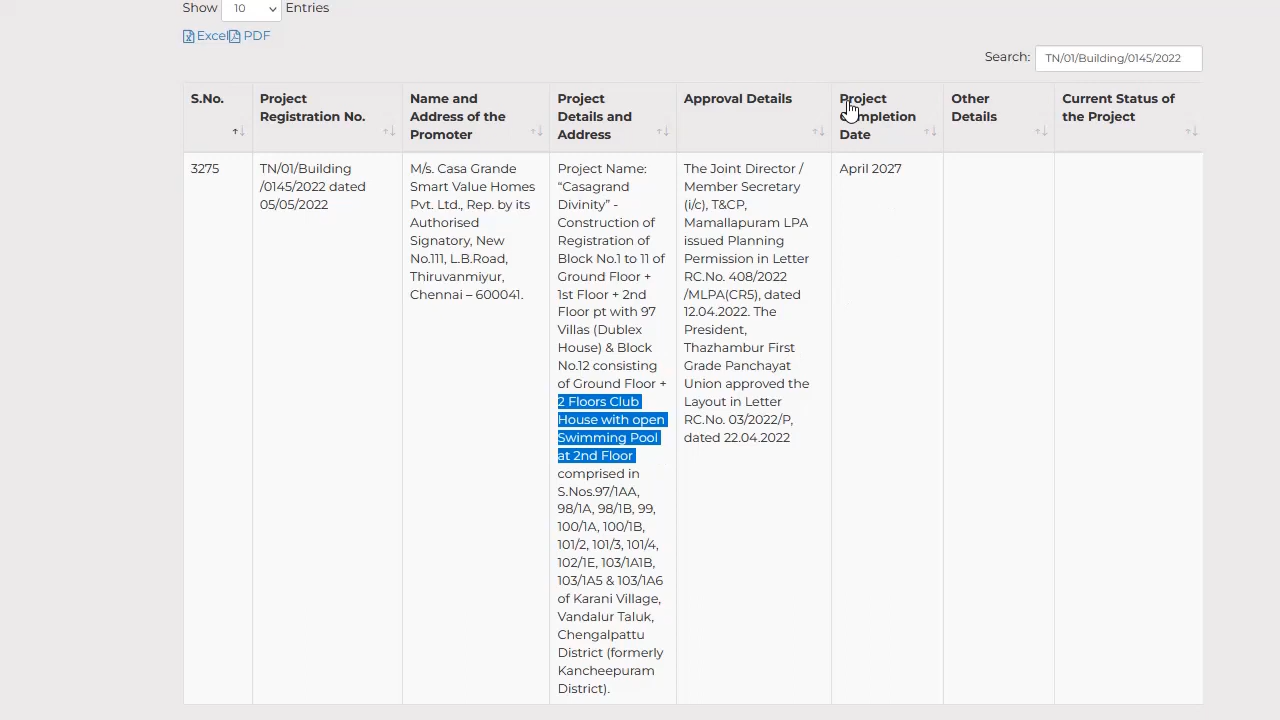 Show 10 Entries
Excel PDF
Search: TN/01/Building/0145/2022
S.No.
Project
Registration No.
Name and
Address of the
Promoter
Project
Details and
Address
Approval Details
Project
Completion
Date
Other
Details
Current Status of
the Project
3275
TN/01/Building
/0145/2022 dated
05/05/2022
M/s. Casa Grande
Smart Value Homes
Pvt. Ltd., Rep. by its
Authorised
Signatory, New
No.111, L.B.Road,
Thiruvanmiyur,
Chennai – 600041.
Project Name:
“Casagrand
Divinity” -
Construction of
Registration of
Block No.1 to 11 of
Ground Floor +
1st Floor + 2nd
Floor pt with 97
Villas (Dublex
House) & Block
No.12 consisting
of Ground Floor +
2 Floors Club
House with open
Swimming Pool
at 2nd Floor
comprised in
S.Nos.97/1AA,
98/1A, 98/1B, 99,
100/1A, 100/1B,
101/2, 101/3, 101/4,
102/1E, 103/1A1B,
103/1A5 & 103/1A6
of Karani Village,
Vandalur Taluk,
Chengalpattu
District (formerly
Kancheepuram
District).
The Joint Director /
Member Secretary
(i/c), T&CP,
Mamallapuram LPA
issued Planning
Permission in Letter
RC.No. 408/2022
/MLPA(CR5), dated
12.04.2022. The
President,
Thazhambur First
Grade Panchayat
Union approved the
Layout in Letter
RC.No. 03/2022/P,
dated 22.04.2022
April 2027